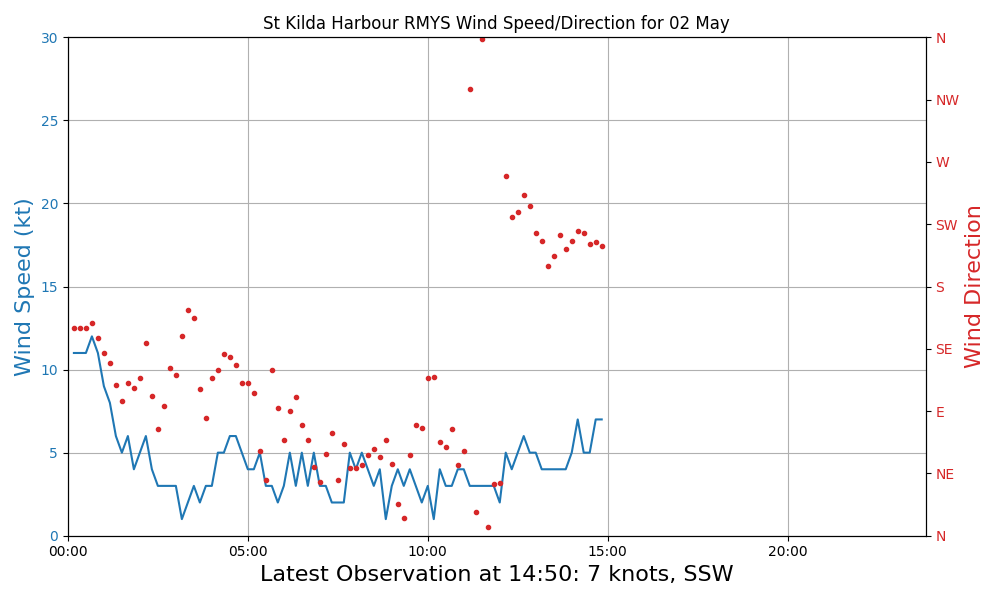 St Kilda Harbour RMYS Wind Speed/Direction for 02 May
Wind Speed (kt)
30
25
20
15
10
5
0
00:00 05:00 10:00 15:00 20:00
N
NW
W
SW
S
SE
E
NE
N
Wind Direction
Latest Observation at 14:50: 7 knots, SSW